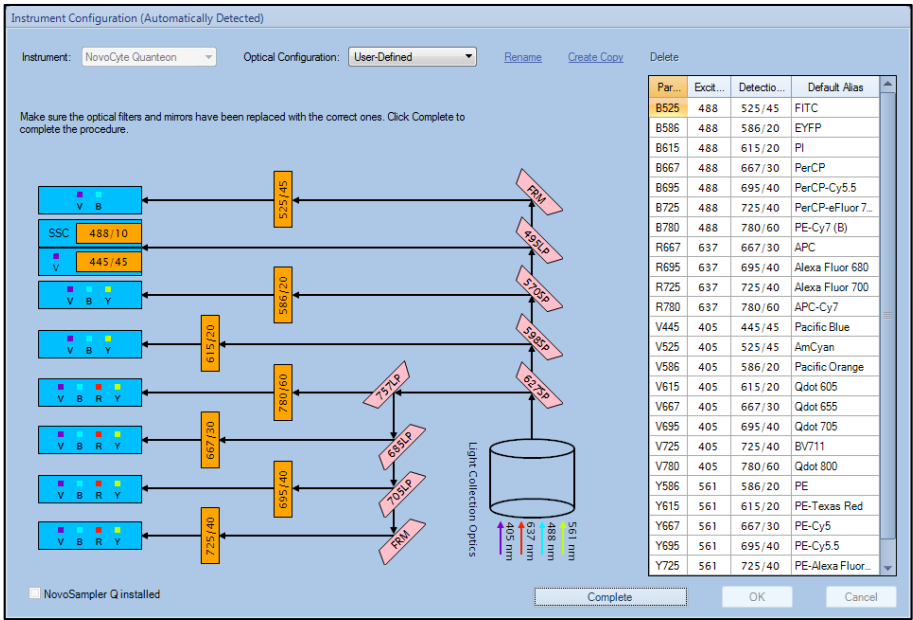 Instrument Configuration (Automatically Detected)
Instrument: NovoCyte Quanteon Optical Configuration: User-Defined Rename Create Copy Delete
Make sure the optical filters and mirrors have been replaced with the correct ones. Click Complete to
complete the procedure.
V B
525/45
FRM
SSC 488/10
495LP
V 445/45
V B Y
586/20
570SP
V B Y
615/20
598SP
V B R Y
780/60
757LP
627SP
V B R Y
667/30
685LP
V B R Y
695/40
705LP
V B R Y
725/40
FRM
Light Collection Optics
405 nm
637 nm
488 nm
561 nm
Par... Excit... Detectio... Default Alias
B525 488 525/45 FITC
B586 488 586/20 EYFP
B615 488 615/20 PI
B667 488 667/30 PerCP
B695 488 695/40 PerCP-Cy5.5
B725 488 725/40 PerCP-eFluor 7...
B780 488 780/60 PE-Cy7 (B)
R667 637 667/30 APC
R695 637 695/40 Alexa Fluor 680
R725 637 725/40 Alexa Fluor 700
R780 637 780/60 APC-Cy7
V445 405 445/45 Pacific Blue
V525 405 525/45 AmCyan
V586 405 586/20 Pacific Orange
V615 405 615/20 Qdot 605
V667 405 667/30 Qdot 655
V695 405 695/40 Qdot 705
V725 405 725/40 BV711
V780 405 780/60 Qdot 800
Y586 561 586/20 PE
Y615 561 615/20 PE-Texas Red
Y667 561 667/30 PE-Cy5
Y695 561 695/40 PE-Cy5.5
Y725 561 725/40 PE-Alexa Fluor...
NovoSampler Q installed
Complete OK Cancel